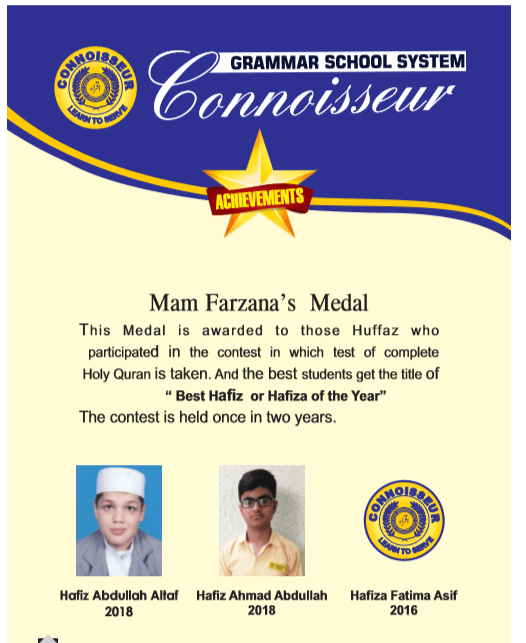 CONNOISSEUR
LEARN TO SERVE
GRAMMAR SCHOOL SYSTEM
Connoisseur
ACHIEVEMENTS
Mam Farzana's Medal
This Medal is awarded to those Huffaz who
participated in the contest in which test of complete
Holy Quran is taken. And the best students get the title of
“ Best Hafiz or Hafiza of the Year”
The contest is held once in two years.
CONNOISSEUR
LEARN TO SERVE
Hafiz Abdullah Altaf
2018
Hafiz Ahmad Abdullah
2018
Hafiza Fatima Asif
2016